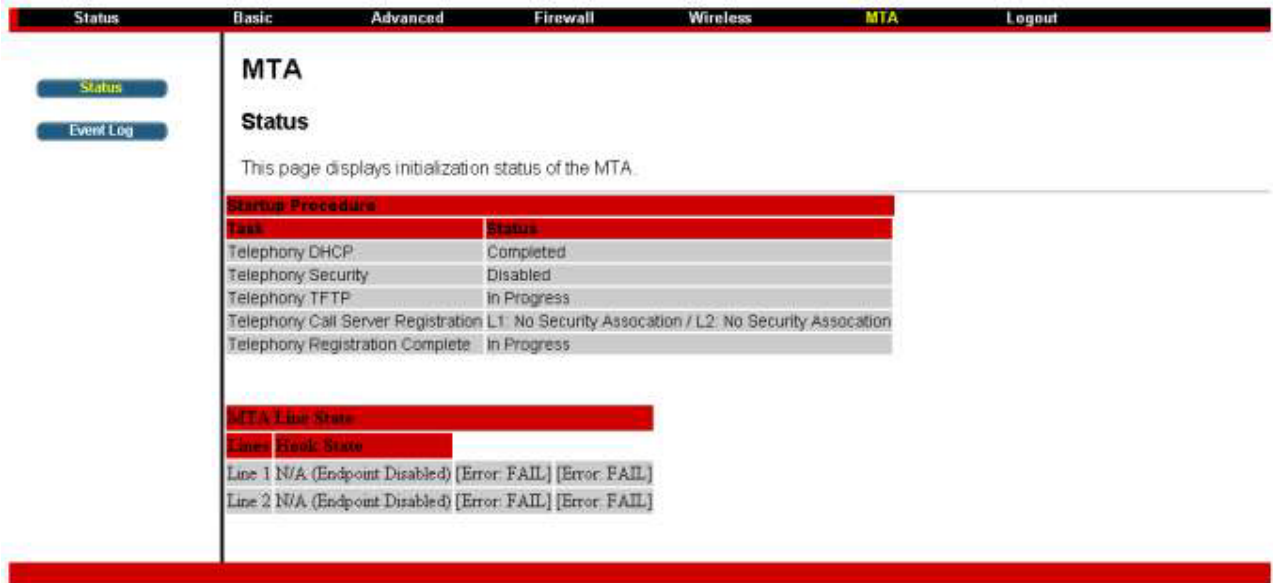 Status Basic Advanced Firewall Wireless MTA Logout
Status
Event Log
MTA
Status
This page displays initialization status of the MTA.
Startup Procedure
Task Status
Telephony DHCP Completed
Telephony Security Disabled
Telephony TFTP In Progress
Telephony Call Server Registration L1: No Security Assocation / L2: No Security Assocation
Telephony Registration Complete In Progress
MTA Line State
Lines Hook State
Line 1 N/A (Endpoint Disabled) [Error: FAIL] [Error: FAIL]
Line 2 N/A (Endpoint Disabled) [Error: FAIL] [Error: FAIL]